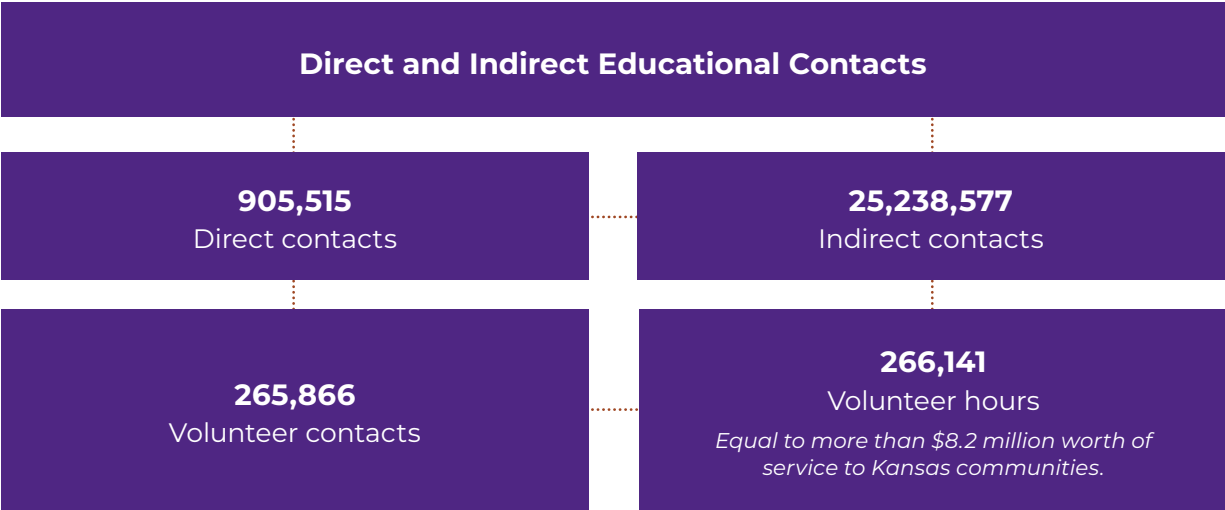 Direct and Indirect Educational Contacts
905,515
Direct contacts
25,238,577
Indirect contacts
265,866
Volunteer contacts
266,141
Volunteer hours
Equal to more than $8.2 million worth of
service to Kansas communities.